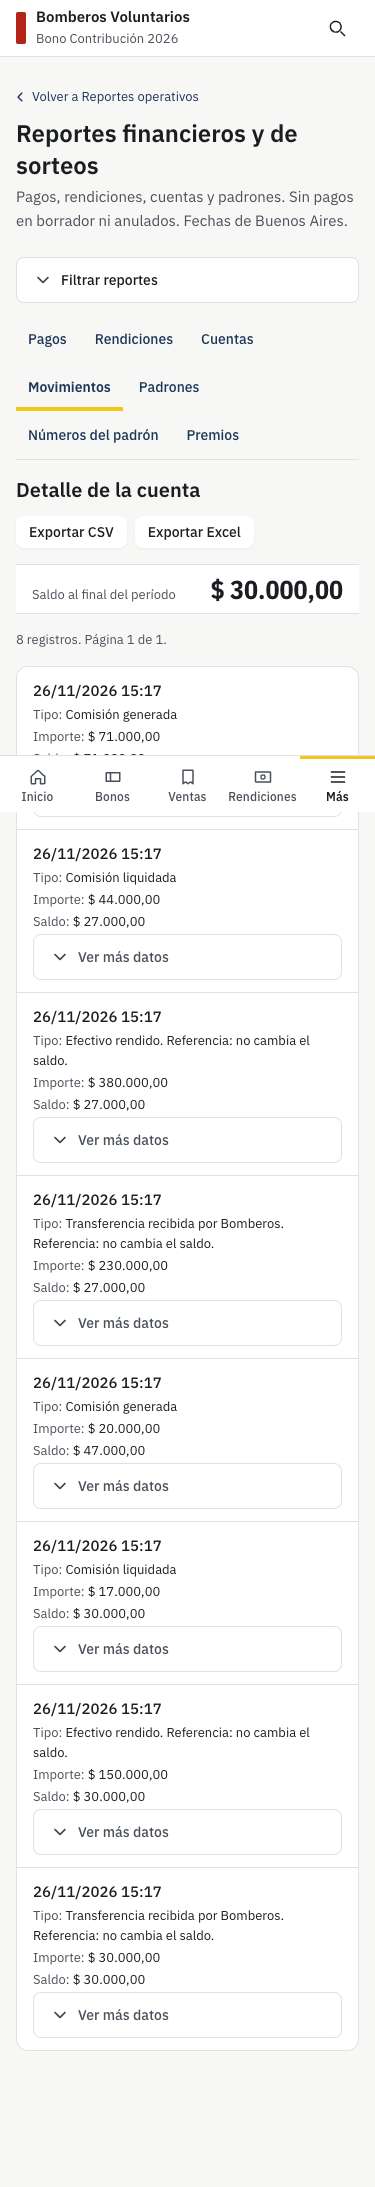 Bomberos Voluntarios
Bono Contribución 2026
Volver a Reportes operativos
Reportes financieros y de
sorteos
Pagos, rendiciones, cuentas y padrones. Sin pagos
en borrador ni anulados. Fechas de Buenos Aires.
Filtrar reportes
Pagos Rendiciones Cuentas
Movimientos Padrones
Números del padrón Premios
Detalle de la cuenta
Exportar CSV Exportar Excel
Saldo al final del período $ 30.000,00
8 registros. Página 1 de 1.
26/11/2026 15:17
Tipo: Comisión generada
Importe: $ 71.000,00
Inicio Bonos Ventas Rendiciones Más
26/11/2026 15:17
Tipo: Comisión liquidada
Importe: $ 44.000,00
Saldo: $ 27.000,00
Ver más datos
26/11/2026 15:17
Tipo: Efectivo rendido. Referencia: no cambia el
saldo.
Importe: $ 380.000,00
Saldo: $ 27.000,00
Ver más datos
26/11/2026 15:17
Tipo: Transferencia recibida por Bomberos.
Referencia: no cambia el saldo.
Importe: $ 230.000,00
Saldo: $ 27.000,00
Ver más datos
26/11/2026 15:17
Tipo: Comisión generada
Importe: $ 20.000,00
Saldo: $ 47.000,00
Ver más datos
26/11/2026 15:17
Tipo: Comisión liquidada
Importe: $ 17.000,00
Saldo: $ 30.000,00
Ver más datos
26/11/2026 15:17
Tipo: Efectivo rendido. Referencia: no cambia el
saldo.
Importe: $ 150.000,00
Saldo: $ 30.000,00
Ver más datos
26/11/2026 15:17
Tipo: Transferencia recibida por Bomberos.
Referencia: no cambia el saldo.
Importe: $ 30.000,00
Saldo: $ 30.000,00
Ver más datos